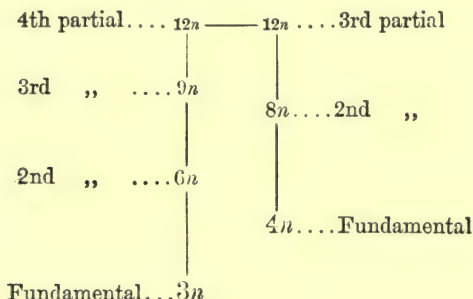 4th partial.... 12n 12n ....3rd partial
3rd „ ....9n
8n....2nd „
2nd „ ....6n
4n....Fundamental
Fundamental...3n